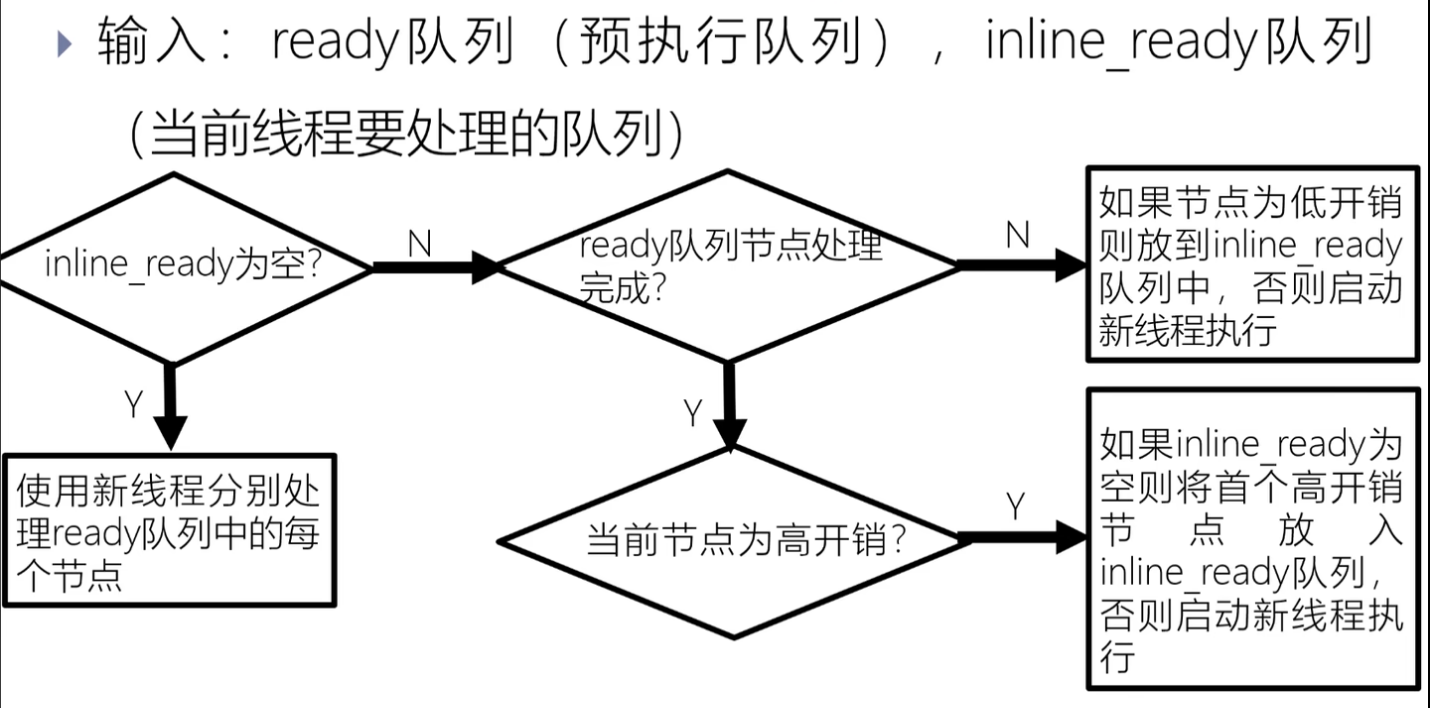 输入：ready队列（预执行队列），inline_ready队列
（当前线程要处理的队列）
inline_ready为空？
N
ready队列节点处理
完成？
N
如果节点为低开销
则放到inline_ready
队列中，否则启动
新线程执行
Y
Y
使用新线程分别处
理ready队列中的每
个节点
当前节点为高开销？
Y
如果inline_ready为
空则将首个高开销
节点放入
inline_ready队列，
否则启动新线程执
行